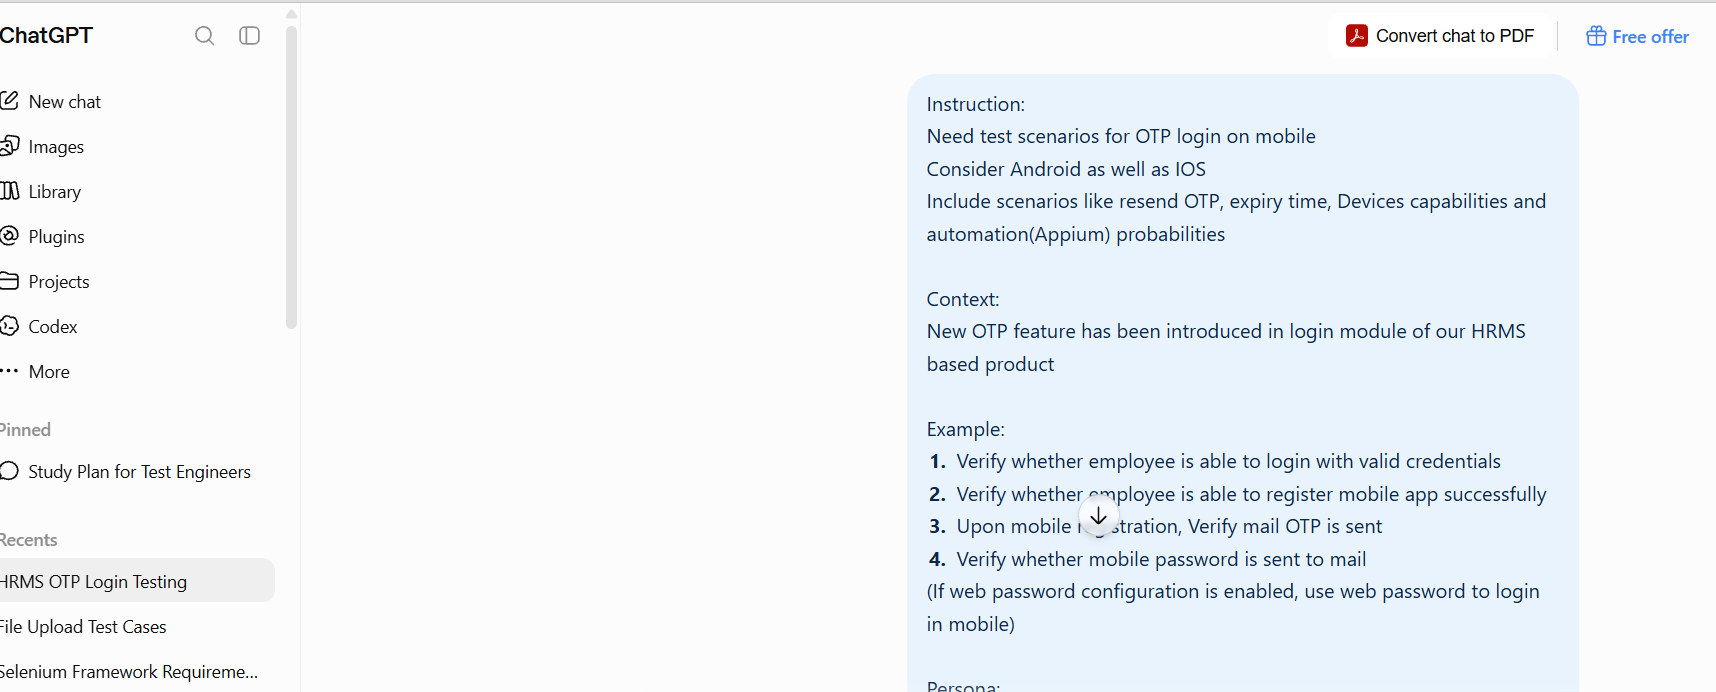 ChatGPT
New chat
Images
Library
Plugins
Projects
Codex
More
Pinned
Study Plan for Test Engineers
Recents
HRMS OTP Login Testing
File Upload Test Cases
Selenium Framework Requireme...
Convert chat to PDF
Free offer
Instruction:
Need test scenarios for OTP login on mobile
Consider Android as well as IOS
Include scenarios like resend OTP, expiry time, Devices capabilities and
automation(Appium) probabilities
Context:
New OTP feature has been introduced in login module of our HRMS
based product
Example:
1. Verify whether employee is able to login with valid credentials
2. Verify whether employee is able to register mobile app successfully
3. Upon mobile registration, Verify mail OTP is sent
4. Verify whether mobile password is sent to mail
(If web password configuration is enabled, use web password to login
in mobile)
Persona: